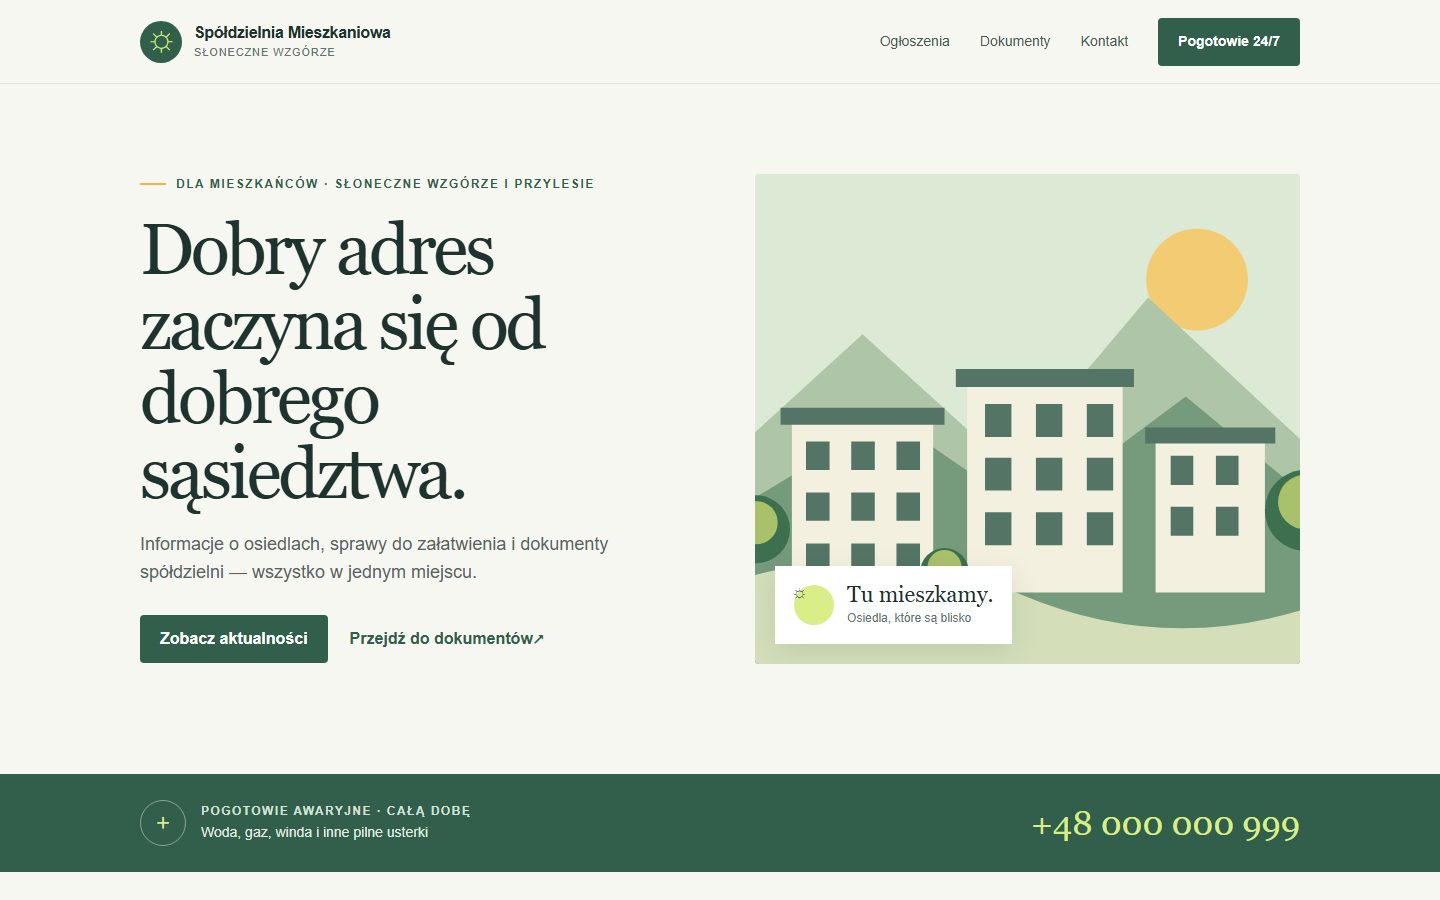 Spółdzielnia Mieszkaniowa
SŁONECZNE WZGÓRZE
Ogłoszenia
Dokumenty
Kontakt
Pogotowie 24/7
DLA MIESZKAŃCÓW · SŁONECZNE WZGÓRZE I PRZYLESIE
Dobry adres
zaczyna się od
dobrego
sąsiedztwa.
Informacje o osiedlach, sprawy do załatwienia i dokumenty
spółdzielni — wszystko w jednym miejscu.
Zobacz aktualności
Przejdź do dokumentów↗
Tu mieszkamy.
Osiedla, które są blisko
POGOTOWIE AWARYJNE · CAŁĄ DOBĘ
Woda, gaz, winda i inne pilne usterki
+48 000 000 999